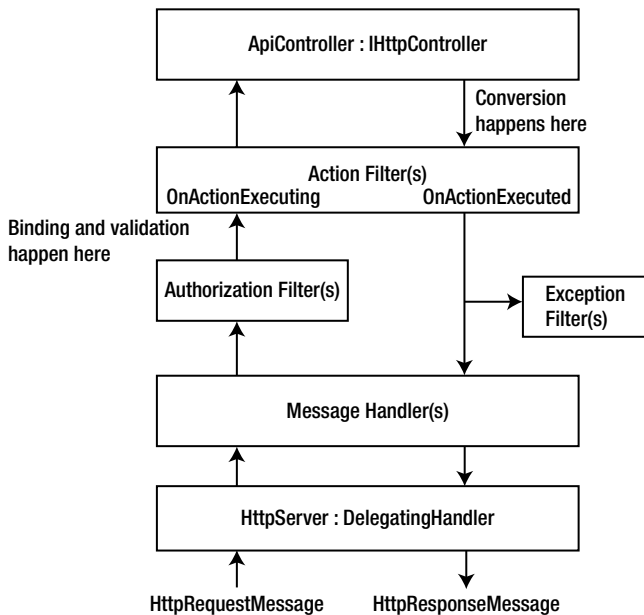 ApiController : IHttpController
Conversion
happens here
Action Filter(s)
OnActionExecuting OnActionExecuted
Binding and validation
happen here
Authorization Filter(s)
Exception
Filter(s)
Message Handler(s)
HttpServer : DelegatingHandler
HttpRequestMessage HttpResponseMessage